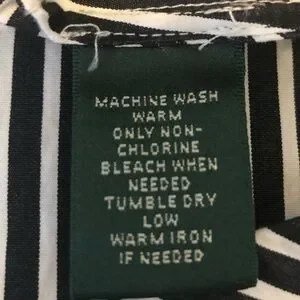 MACHINE WASH
WARM
ONLY NON-
CHLORINE
BLEACH WHEN
NEEDED
TUMBLE DRY
LOW
WARM IRON
IF NEEDED